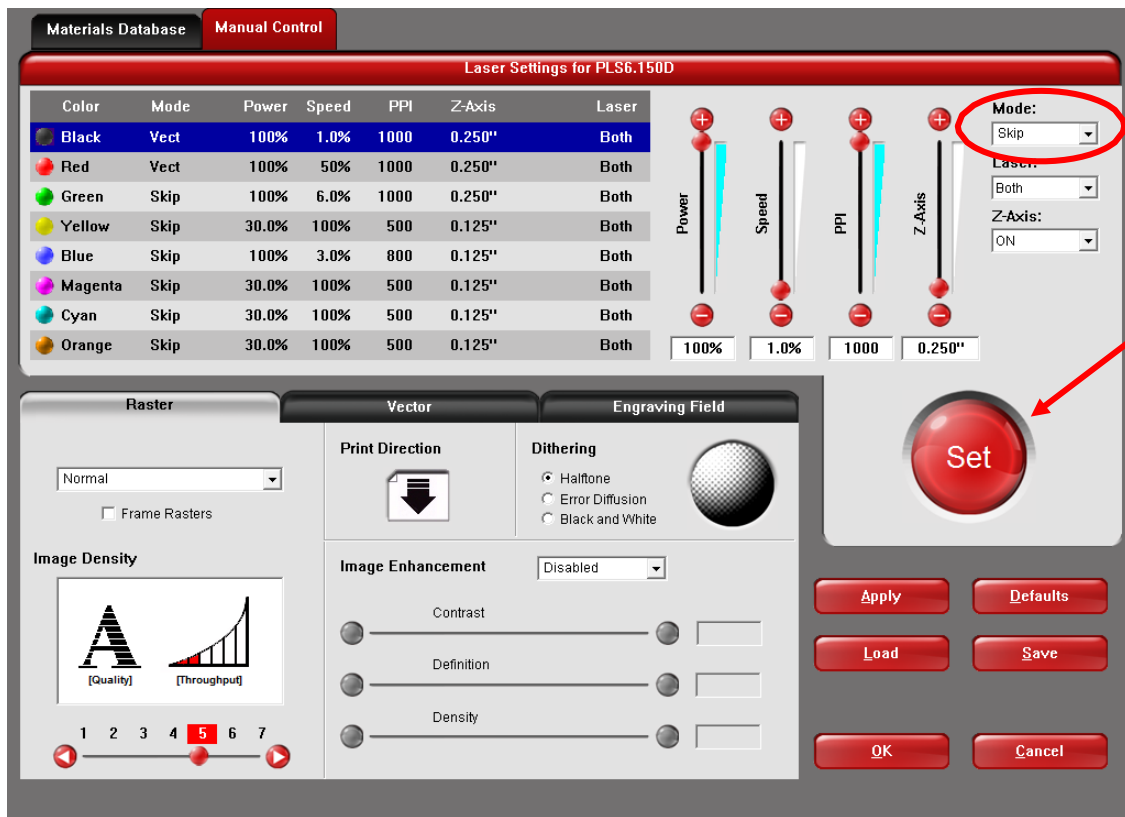 Materials Database
Manual Control
Laser Settings for PLS6.150D
Color Mode Power Speed PPI Z-Axis Laser
Black Vect 100% 1.0% 1000 0.250" Both
Red Vect 100% 50% 1000 0.250" Both
Green Skip 100% 6.0% 1000 0.250" Both
Yellow Skip 30.0% 100% 500 0.125" Both
Blue Skip 100% 3.0% 800 0.125" Both
Magenta Skip 30.0% 100% 500 0.125" Both
Cyan Skip 30.0% 100% 500 0.125" Both
Orange Skip 30.0% 100% 500 0.125" Both
Power
Speed
PPI
Z-Axis
100% 1.0% 1000 0.250"
Mode:
Skip
Laser:
Both
Z-Axis:
ON
Set
Raster
Vector
Engraving Field
Normal
Frame Rasters
Image Density
[Quality] [Throughput]
1 2 3 4 5 6 7
Print Direction
Dithering
Halftone
Error Diffusion
Black and White
Image Enhancement Disabled
Contrast
Definition
Density
Apply Defaults
Load Save
OK Cancel